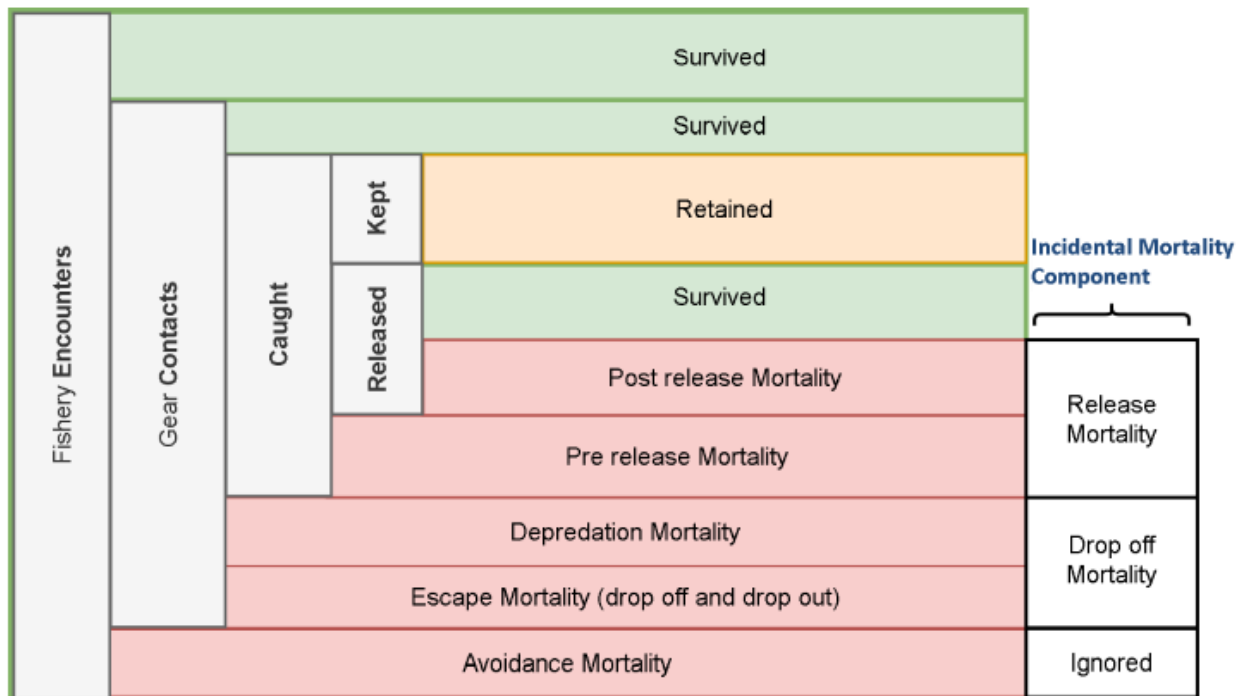 Survived
Survived
Fishery Encounters
Gear Contacts
Caught
Kept
Released
Retained
Survived
Post release Mortality
Pre release Mortality
Depredation Mortality
Escape Mortality (drop off and drop out)
Avoidance Mortality
Incidental Mortality
Component
Release
Mortality
Drop off
Mortality
Ignored